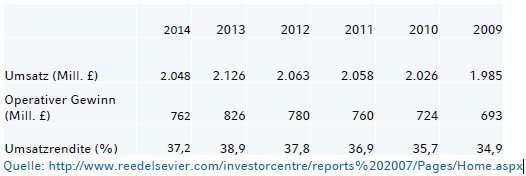 2014 2013 2012 2011 2010 2009
Umsatz (Mill. £) 2.048 2.126 2.063 2.058 2.026 1.985
Operativer Gewinn
(Mill. £) 762 826 780 760 724 693
Umsatzrendite (%) 37,2 38,9 37,8 36,9 35,7 34,9
Quelle: http://www.reedelsevier.com/investorcentre/reports%202007/Pages/Home.aspx